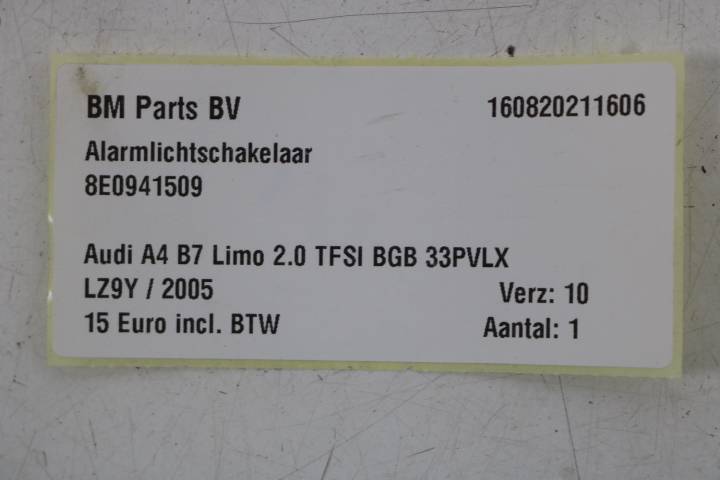 BM Parts BV 160820211606
Alarmlichtschakelaar
8E0941509
Audi A4 B7 Limo 2.0 TFSI BGB 33PVLX
LZ9Y / 2005 Verz: 10
15 Euro incl. BTW Aantal: 1